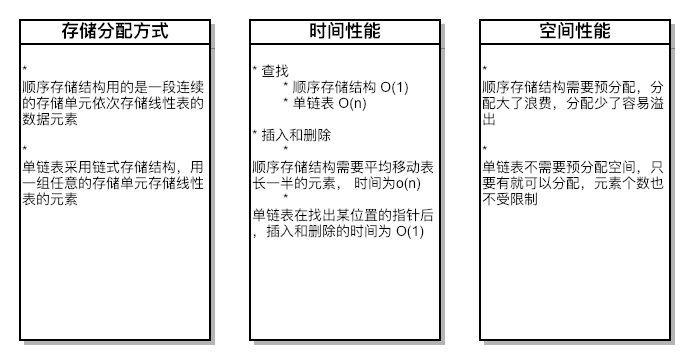 存储分配方式
*
顺序存储结构用的是一段连续
的存储单元依次存储线性表的
数据元素
*
单链表采用链式存储结构，用
一组任意的存储单元存储线性
表的元素
时间性能
* 查找
* 顺序存储结构 O(1)
* 单链表 O(n)
* 插入和删除
*
顺序存储结构需要平均移动表
长一半的元素， 时间为o(n)
*
单链表在找出某位置的指针后
，插入和删除的时间为 O(1)
空间性能
*
顺序存储结构需要预分配，分
配大了浪费，分配少了容易溢
出
*
单链表不需要预分配空间，只
要有就可以分配，元素个数也
不受限制